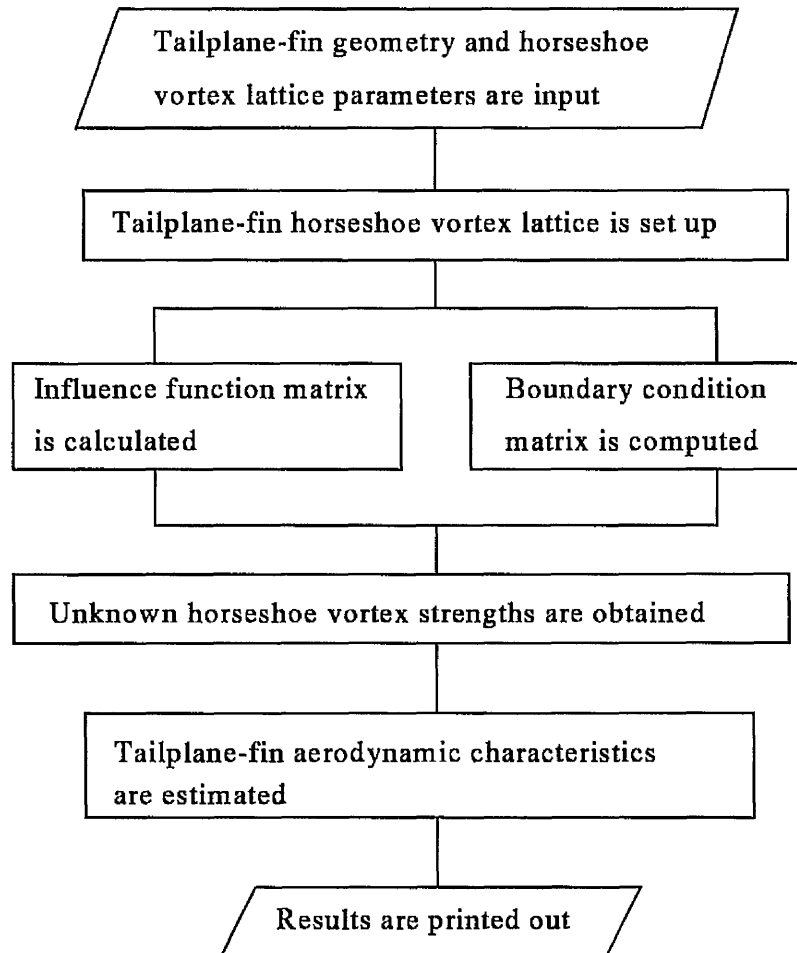 Tailplane-fin geometry and horseshoe
vortex lattice parameters are input
Tailplane-fin horseshoe vortex lattice is set up
Influence function matrix
is calculated
Boundary condition
matrix is computed
Unknown horseshoe vortex strengths are obtained
Tailplane-fin aerodynamic characteristics
are estimated
Results are printed out